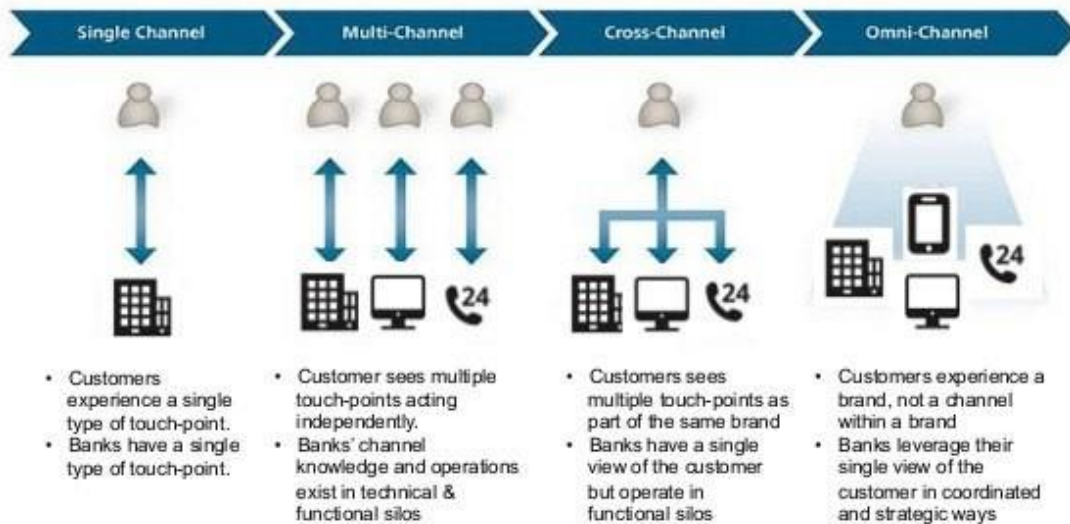 Single Channel
Multi-Channel
Cross-Channel
Omni-Channel
24
24
24
• Customers
experience a single
type of touch-point.
• Banks have a single
type of touch-point.
• Customer sees multiple
touch-points acting
independently.
• Banks' channel
knowledge and operations
exist in technical &
functional silos
• Customers sees
multiple touch-points as
part of the same brand
• Banks have a single
view of the customer
but operate in
functional silos
• Customers experience a
brand, not a channel
within a brand
• Banks leverage their
single view of the
customer in coordinated
and strategic ways